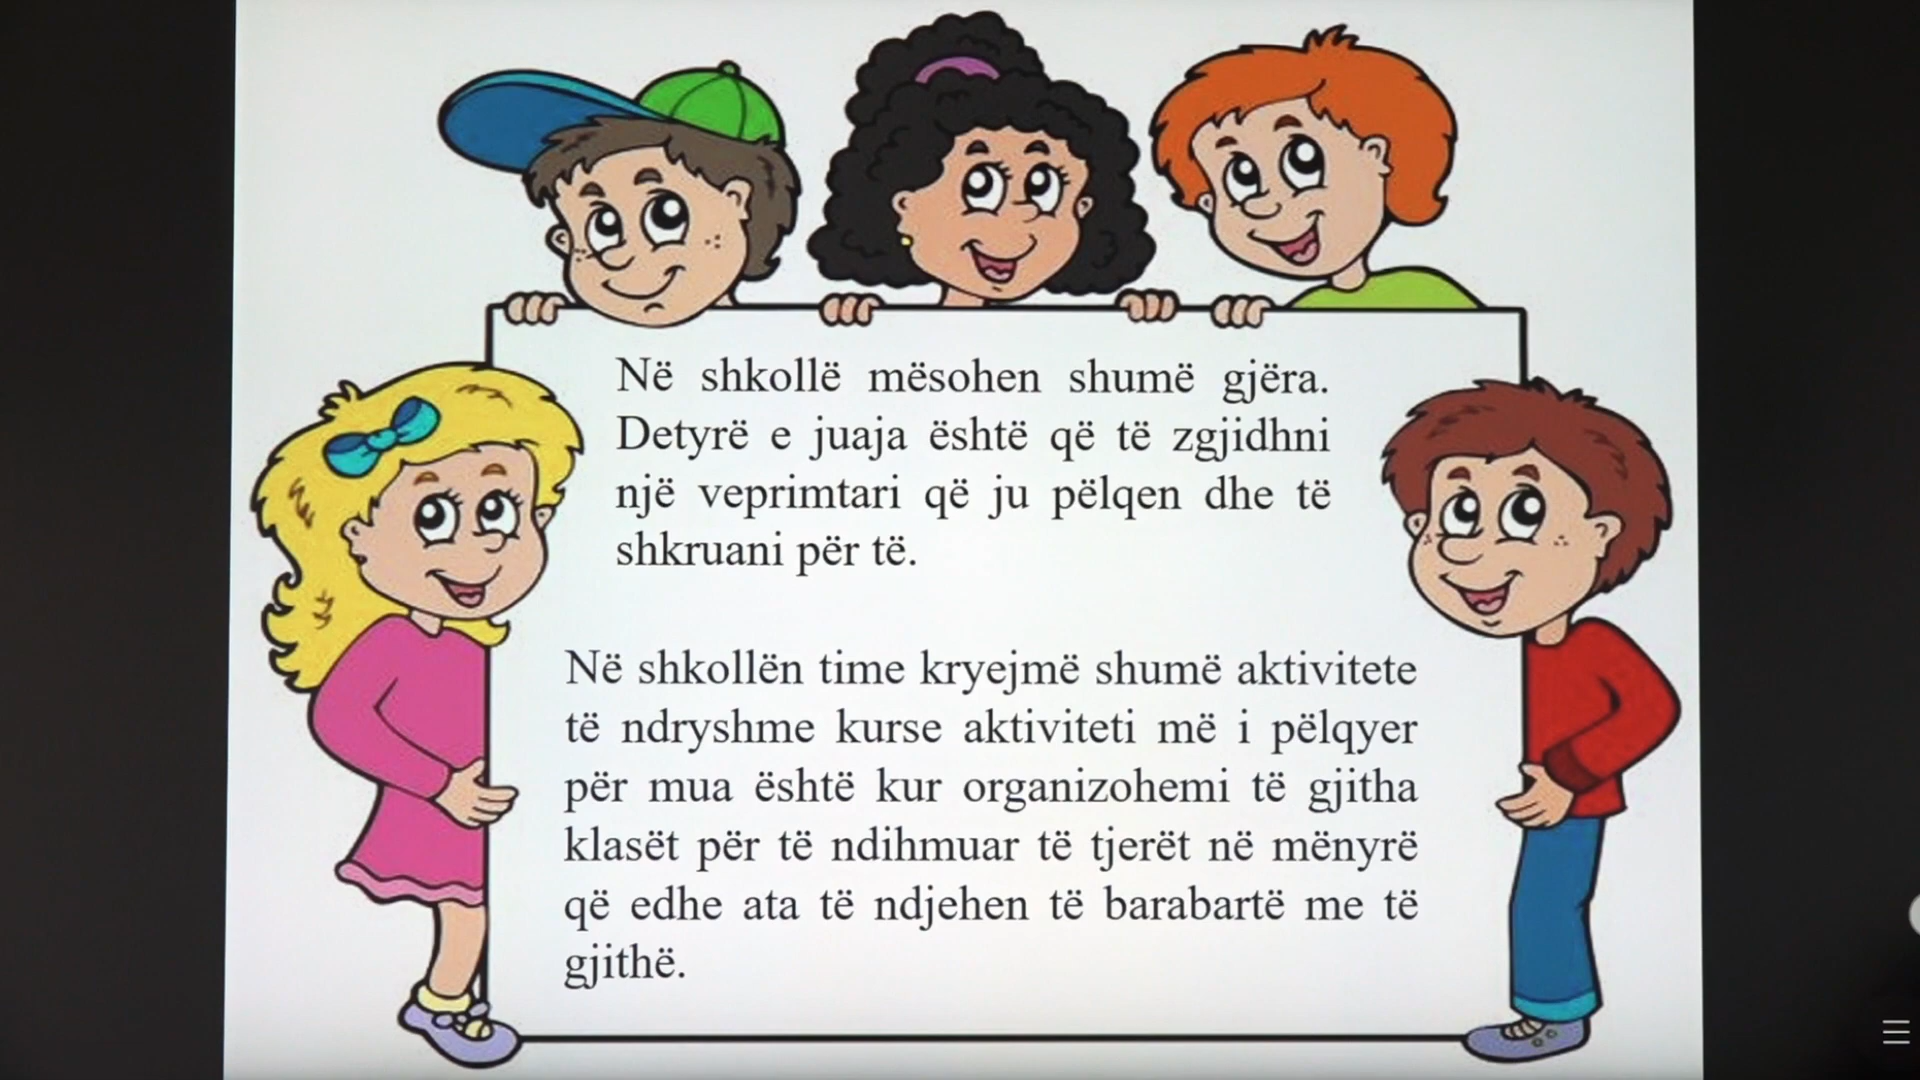 Në shkollë mësohen shumë gjëra.
Detyrë e juaja është që të zgjidhni
një veprimtari që ju pëlqen dhe të
shkruani për të.
Në shkollën time kryejmë shumë aktivitete
të ndryshme kurse aktiviteti më i pëlqyer
për mua është kur organizohemi të gjitha
klasët për të ndihmuar të tjerët në mënyrë
që edhe ata të ndjehen të barabartë me të
gjithë.